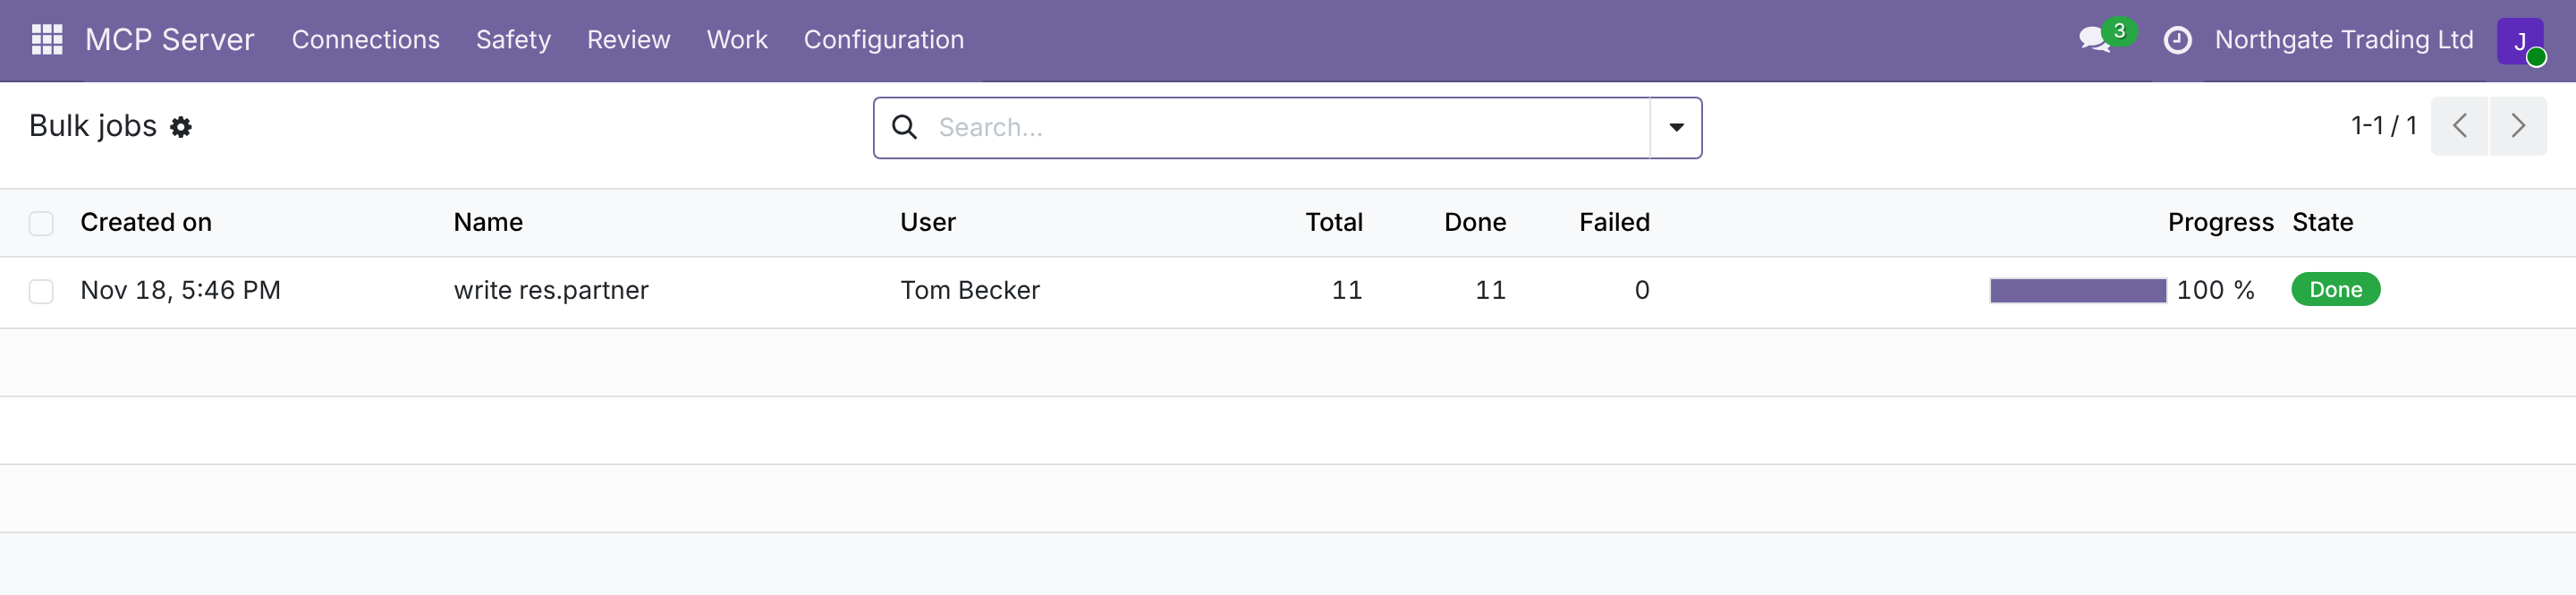 MCP Server Connections Safety Review Work Configuration 3 Northgate Trading Ltd J
Bulk jobs Search... 1-1 / 1
Created on Name User Total Done Failed Progress State
Nov 18, 5:46 PM write res.partner Tom Becker 11 11 0 100 % Done